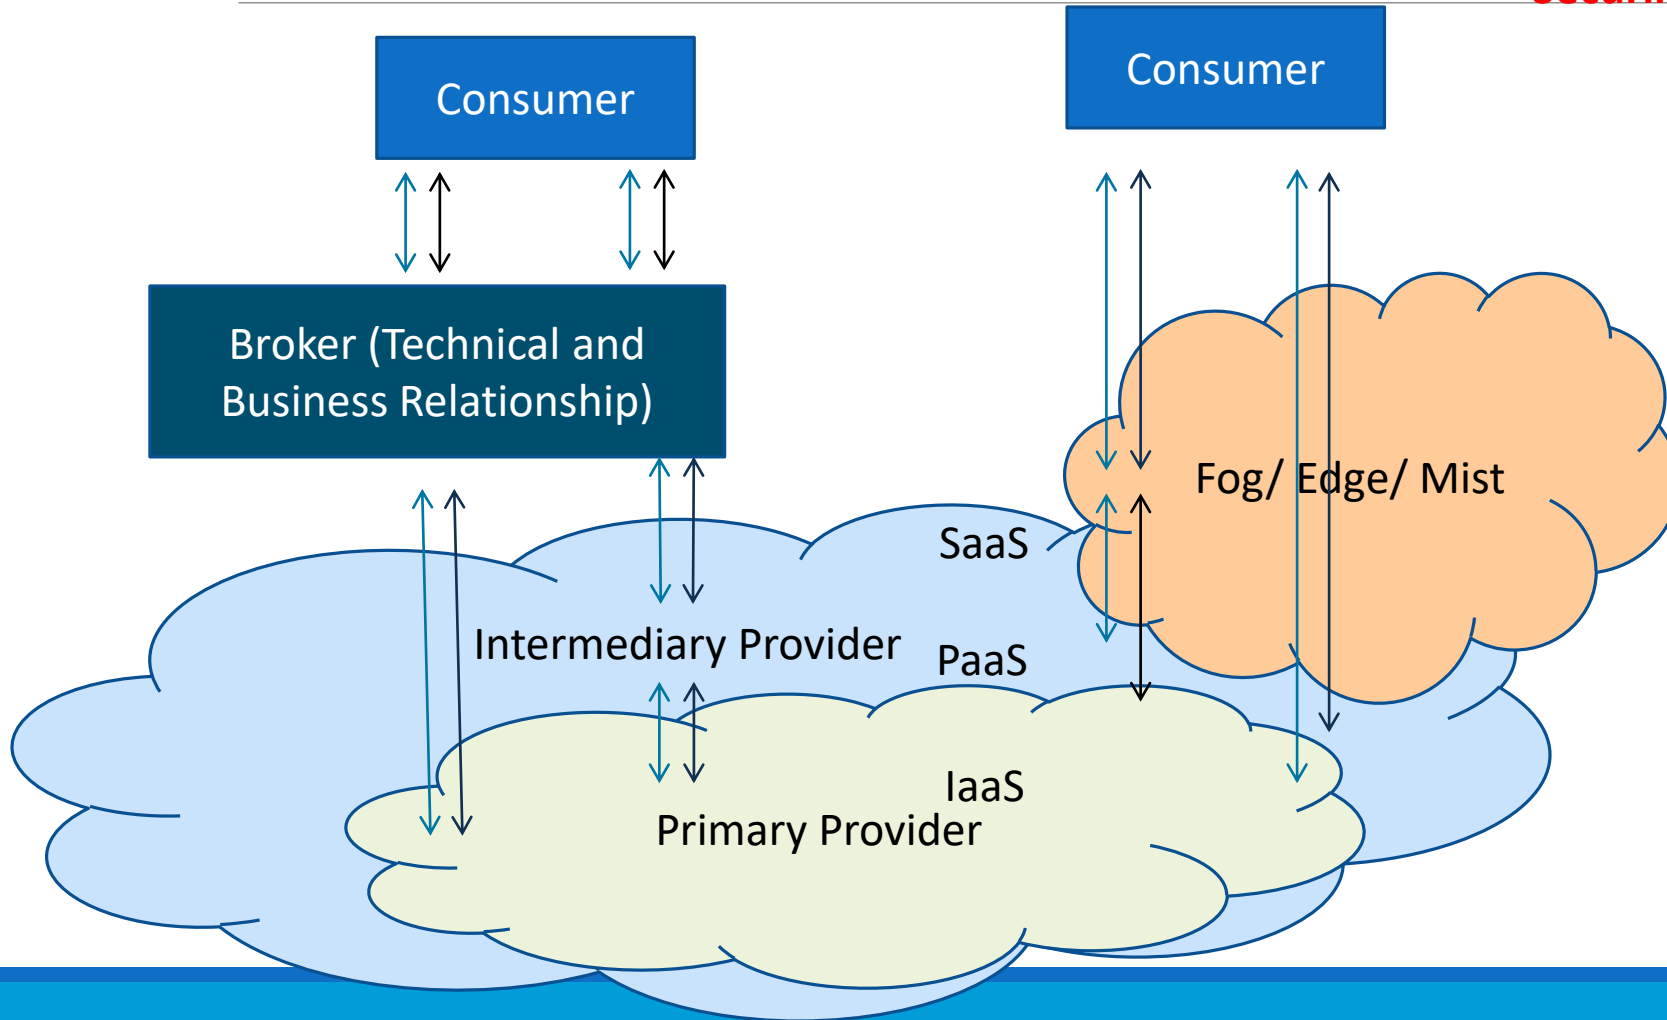 Consumer
Consumer
Broker (Technical and
Business Relationship)
Fog/ Edge/ Mist
SaaS
Intermediary Provider
PaaS
IaaS
Primary Provider